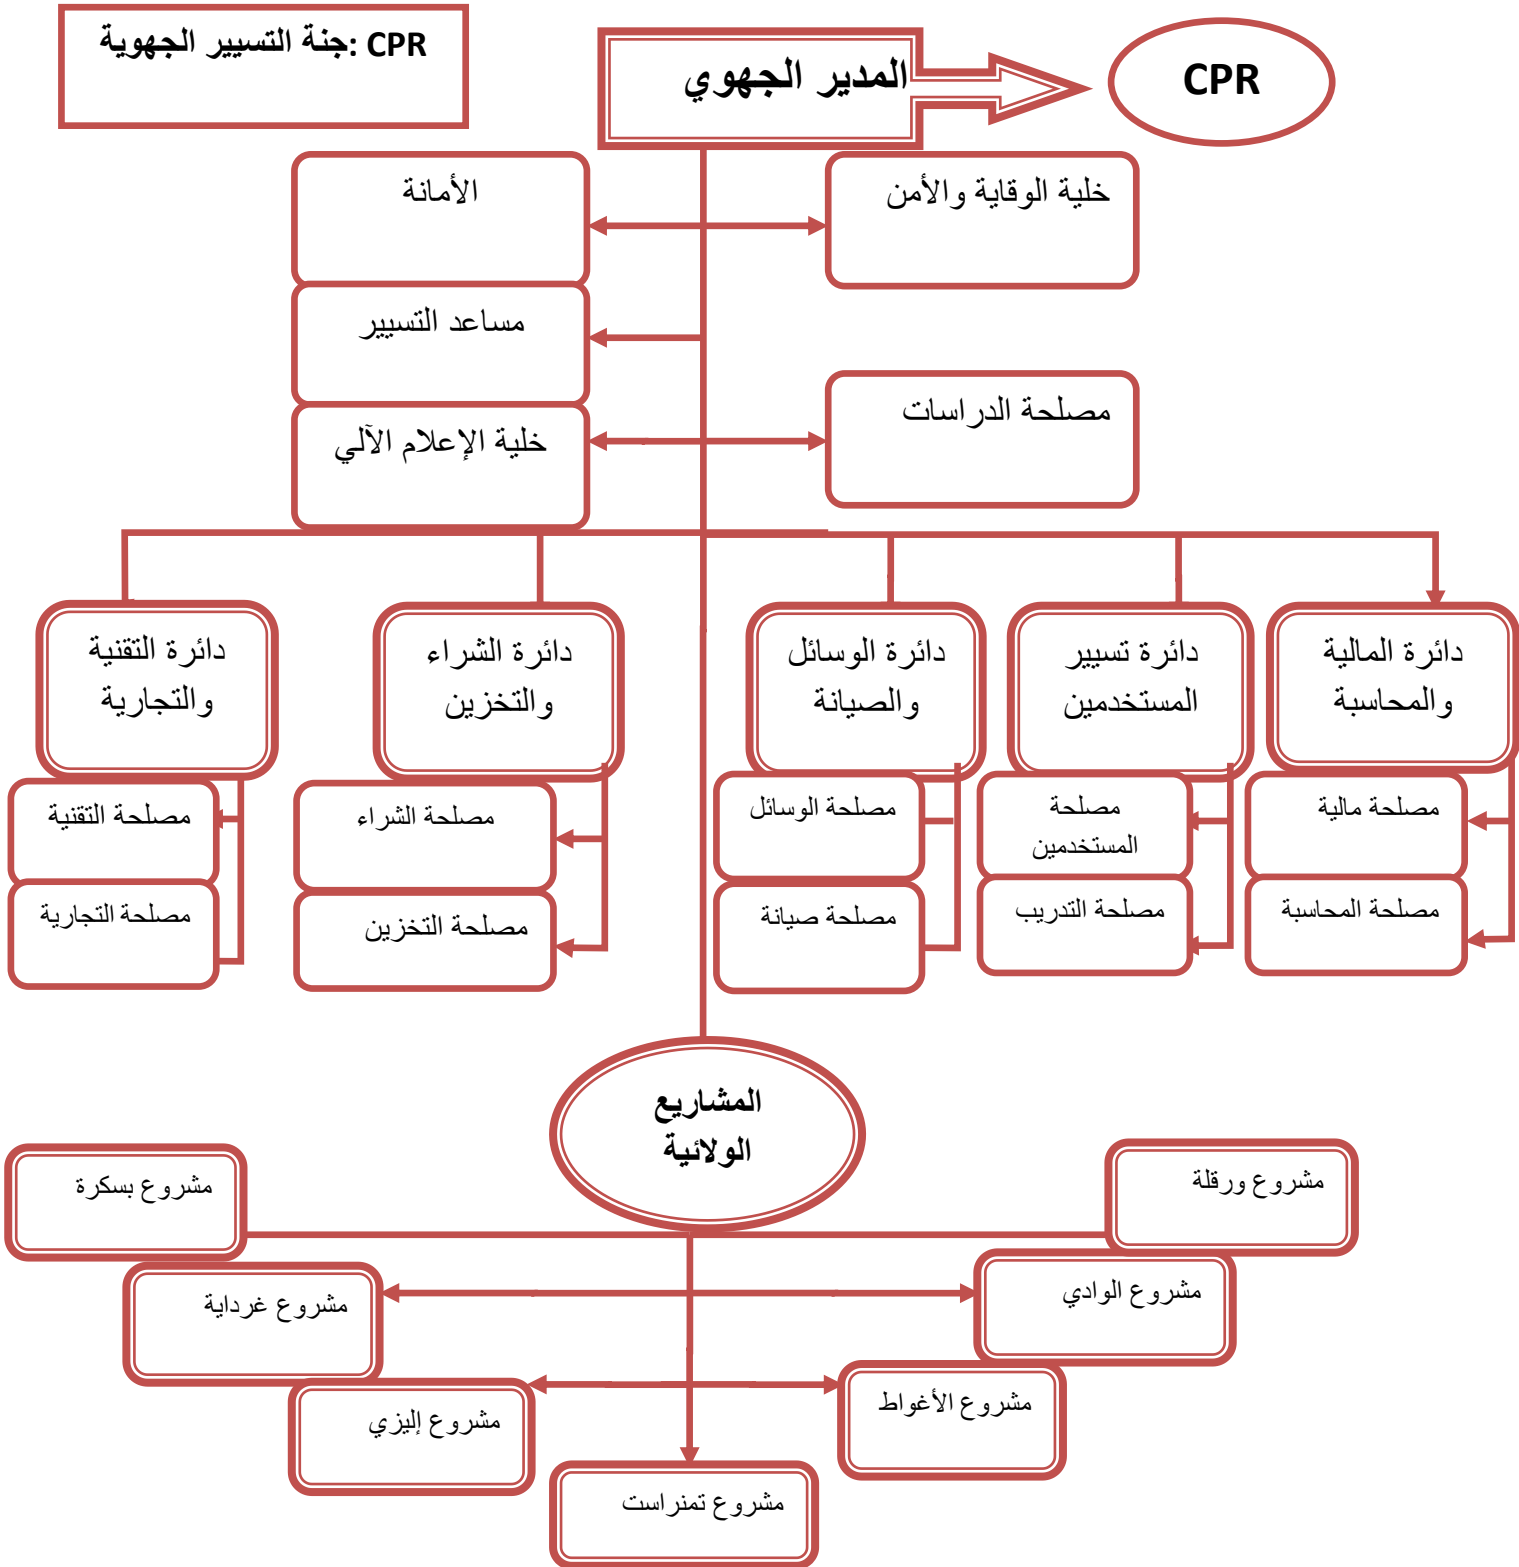 CPR :جنة التسيير الجهوية
المدير الجهوي
CPR
خلية الوقاية والأمن
الأمانة
مساعد التسيير
مصلحة الدراسات
خلية الإعلام الآلي
دائرة المالية
والمحاسبة
دائرة تسيير
المستخدمين
دائرة الوسائل
والصيانة
دائرة الشراء
والتخزين
دائرة التقنية
والتجارية
مصلحة مالية
مصلحة
المستخدمين
مصلحة الوسائل
مصلحة الشراء
مصلحة التقنية
مصلحة المحاسبة
مصلحة التدريب
مصلحة صيانة
مصلحة التخزين
مصلحة التجارية
المشاريع
الولائية
مشروع ورقلة
مشروع بسكرة
مشروع الوادي
مشروع غرداية
مشروع الأغواط
مشروع إليزي
مشروع تمنراست